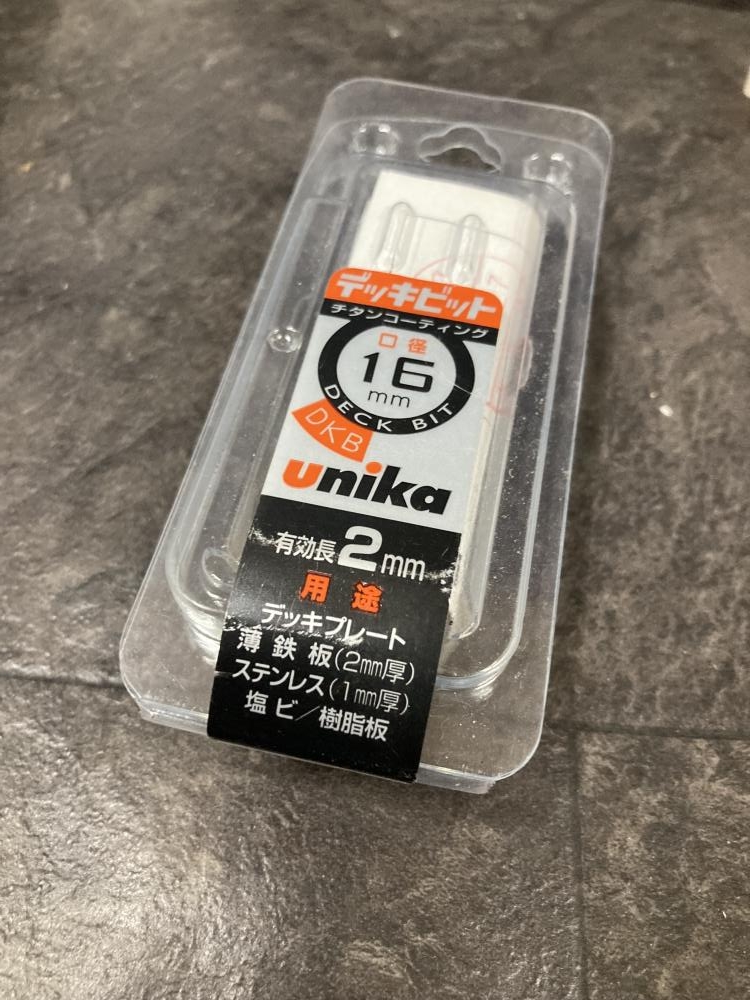 デッキビット
チタンコーティング
口径
16
mm
DECK BIT
DKB
unika
有効長2mm
用途
デッキプレート
薄鉄板(2mm厚)
ステンレス(1mm厚)
塩ビ/樹脂板